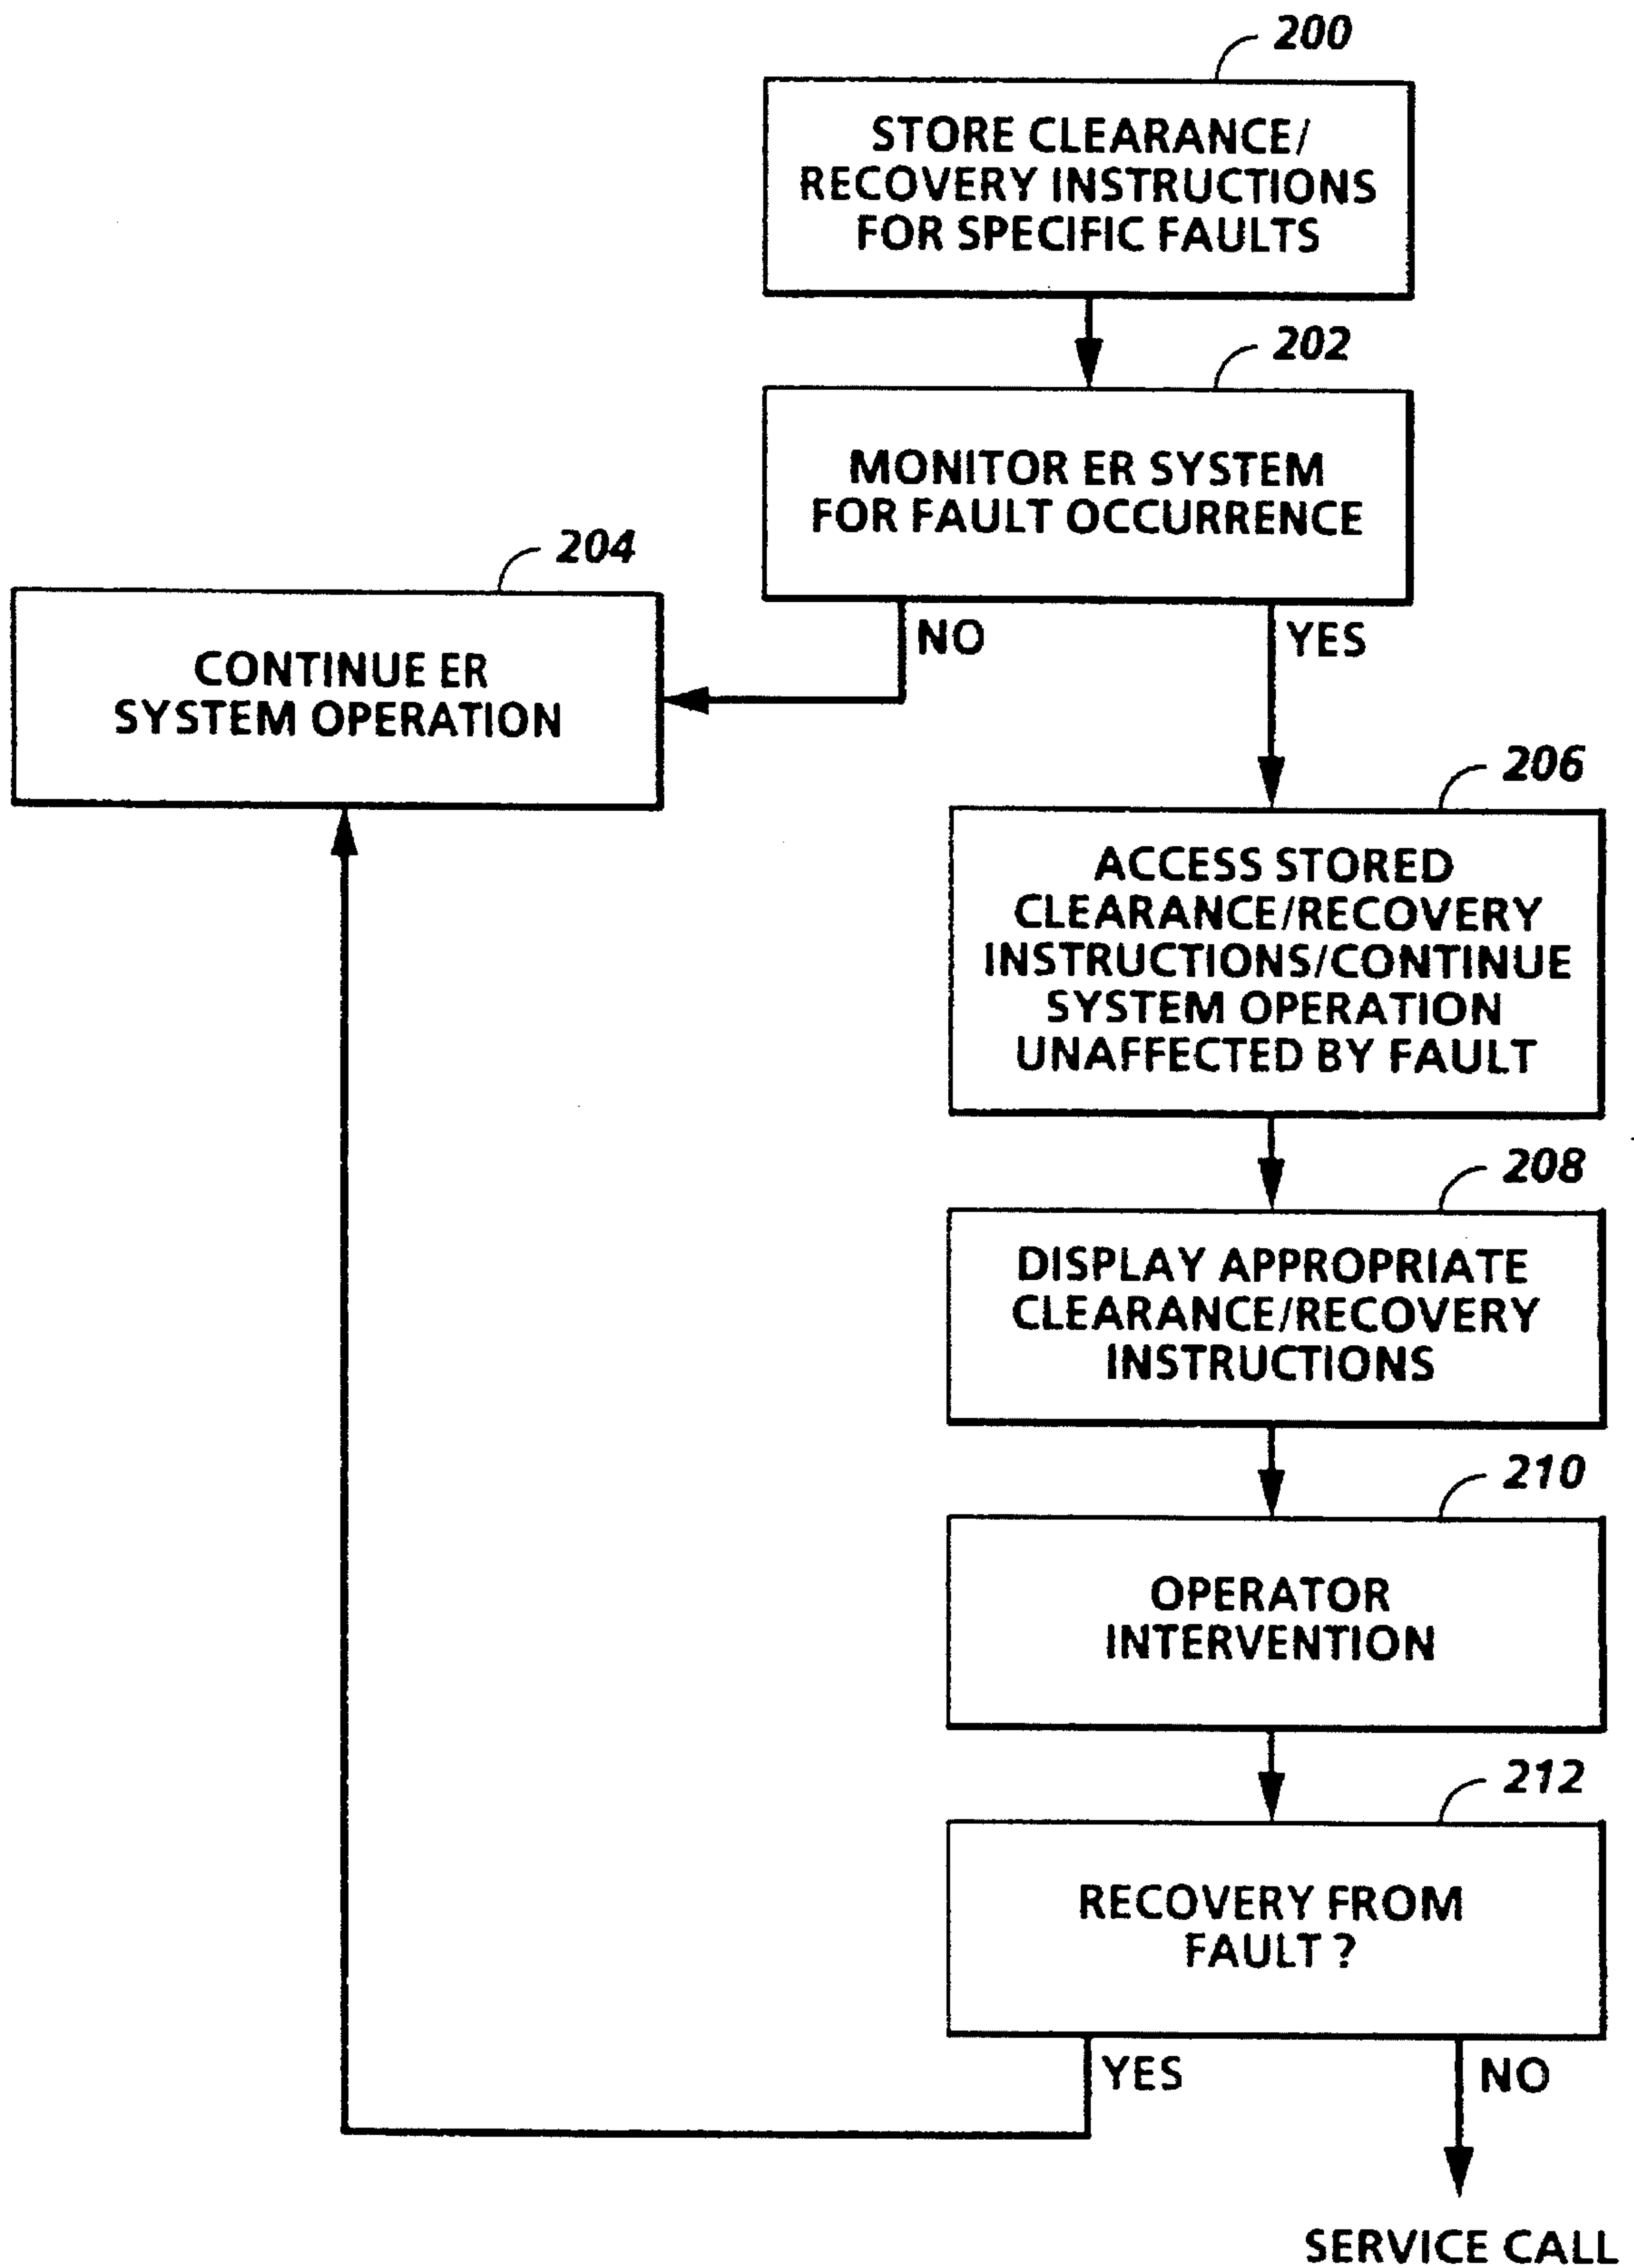 200
STORE CLEARANCE/
RECOVERY INSTRUCTIONS
FOR SPECIFIC FAULTS
202
MONITOR ER SYSTEM
FOR FAULT OCCURRENCE
NO
YES
204
CONTINUE ER
SYSTEM OPERATION
206
ACCESS STORED
CLEARANCE/RECOVERY
INSTRUCTIONS/CONTINUE
SYSTEM OPERATION
UNAFFECTED BY FAULT
208
DISPLAY APPROPRIATE
CLEARANCE/RECOVERY
INSTRUCTIONS
210
OPERATOR
INTERVENTION
212
RECOVERY FROM
FAULT ?
YES
NO
SERVICE CALL